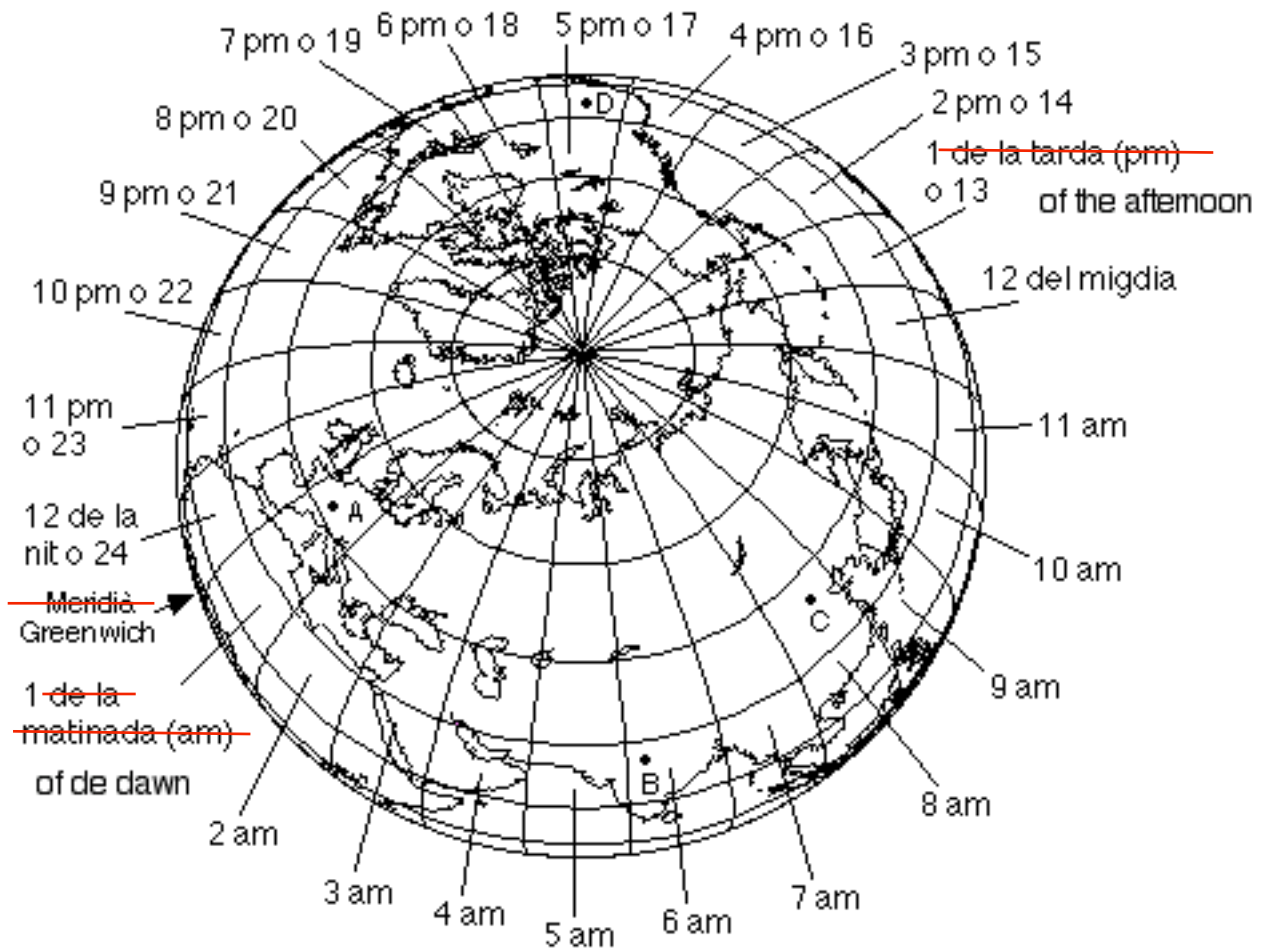 6 pm o 18
5 pm o 17
7 pm o 19
4 pm o 16
3 pm o 15
8 pm o 20
2 pm o 14
D
1 de la tarda (pm)
o 13
of the afternoon
9 pm o 21
12 del migdia
10 pm o 22
11 pm
o 23
11 am
12 de la
nit o 24
A
10 am
Meridià
Greenwich
C
9 am
1 de la
matinada (am)
of de dawn
B
8 am
2 am
3 am
4 am
5 am
6 am
7 am